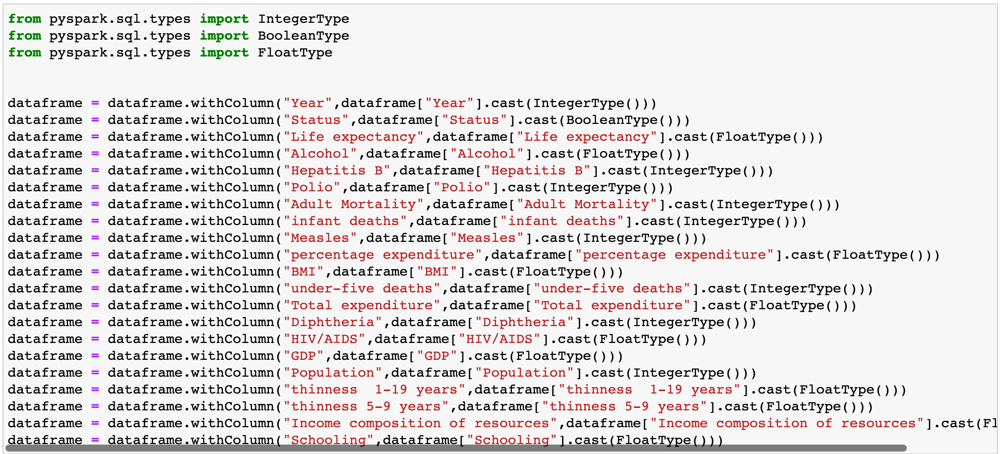 from pyspark.sql.types import IntegerType
from pyspark.sql.types import BooleanType
from pyspark.sql.types import FloatType
dataframe = dataframe.withColumn("Year",dataframe["Year"].cast(IntegerType()))
dataframe = dataframe.withColumn("Status",dataframe["Status"].cast(BooleanType()))
dataframe = dataframe.withColumn("Life expectancy",dataframe["Life expectancy"].cast(FloatType()))
dataframe = dataframe.withColumn("Alcohol",dataframe["Alcohol"].cast(FloatType()))
dataframe = dataframe.withColumn("Hepatitis B",dataframe["Hepatitis B"].cast(IntegerType()))
dataframe = dataframe.withColumn("Polio",dataframe["Polio"].cast(IntegerType()))
dataframe = dataframe.withColumn("Adult Mortality",dataframe["Adult Mortality"].cast(IntegerType()))
dataframe = dataframe.withColumn("infant deaths",dataframe["infant deaths"].cast(IntegerType()))
dataframe = dataframe.withColumn("Measles",dataframe["Measles"].cast(IntegerType()))
dataframe = dataframe.withColumn("percentage expenditure",dataframe["percentage expenditure"].cast(FloatType()))
dataframe = dataframe.withColumn("BMI",dataframe["BMI"].cast(FloatType()))
dataframe = dataframe.withColumn("under-five deaths",dataframe["under-five deaths"].cast(IntegerType()))
dataframe = dataframe.withColumn("Total expenditure",dataframe["Total expenditure"].cast(FloatType()))
dataframe = dataframe.withColumn("Diphtheria",dataframe["Diphtheria"].cast(IntegerType()))
dataframe = dataframe.withColumn("HIV/AIDS",dataframe["HIV/AIDS"].cast(FloatType()))
dataframe = dataframe.withColumn("GDP",dataframe["GDP"].cast(FloatType()))
dataframe = dataframe.withColumn("Population",dataframe["Population"].cast(IntegerType()))
dataframe = dataframe.withColumn("thinness  1-19 years",dataframe["thinness  1-19 years"].cast(FloatType()))
dataframe = dataframe.withColumn("thinness 5-9 years",dataframe["thinness 5-9 years"].cast(FloatType()))
dataframe = dataframe.withColumn("Income composition of resources",dataframe["Income composition of resources"].cast(Fl
dataframe = dataframe.withColumn("Schooling",dataframe["Schooling"].cast(FloatType()))